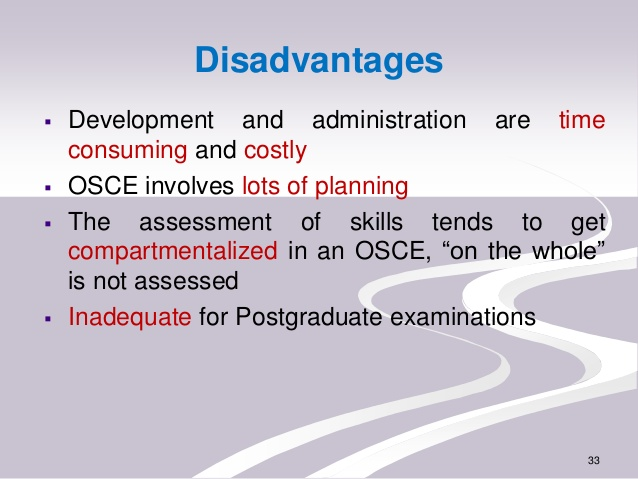 Disadvantages
▪ Development and administration are time
consuming and costly
▪ OSCE involves lots of planning
▪ The assessment of skills tends to get
compartmentalized in an OSCE, “on the whole”
is not assessed
▪ Inadequate for Postgraduate examinations
33